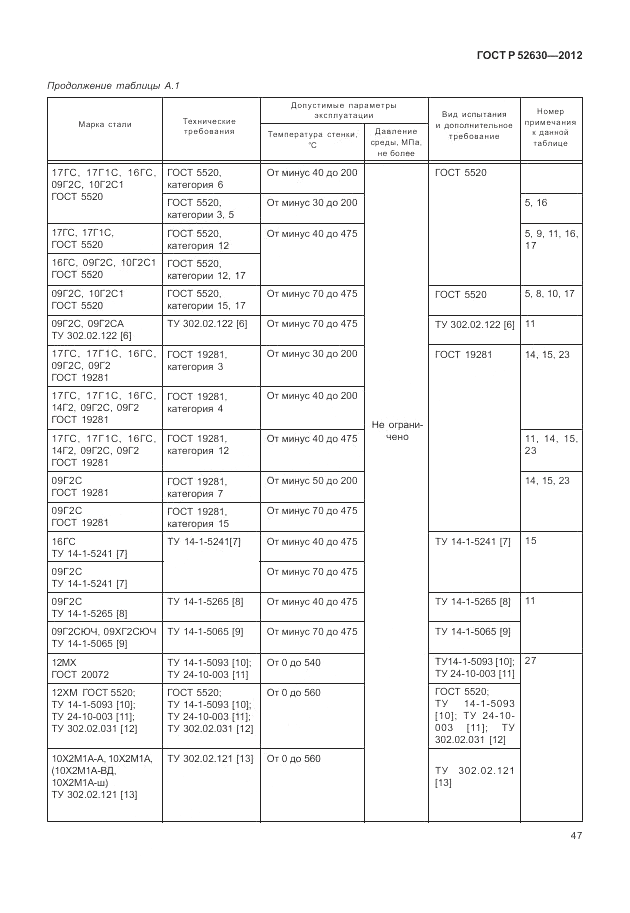 ГОСТ Р 52630—2012
Продолжение таблицы А.1
Марка стали
Технические
требования
Допустимые параметры
эксплуатации
Температура стенки,
°С
Давление
среды, МПа,
не более
Вид испытания
и дополнительное
требование
Номер
примечания
к данной
таблице
17ГС, 17Г1С, 16ГС,
09Г2С, 10Г2С1
ГОСТ 5520
ГОСТ 5520,
категория 6
От минус 40 до 200
Не ограни-
чено
ГОСТ 5520
ГОСТ 5520,
категории 3, 5
От минус 30 до 200
5, 16
17ГС, 17Г1С,
ГОСТ 5520
ГОСТ 5520,
категория 12
От минус 40 до 475
5, 9, 11, 16,
17
16ГС, 09Г2С, 10Г2С1
ГОСТ 5520
ГОСТ 5520,
категории 12, 17
09Г2С, 10Г2С1
ГОСТ 5520
ГОСТ 5520,
категории 15, 17
От минус 70 до 475
ГОСТ 5520
5, 8, 10, 17
09Г2С, 09Г2СА
ТУ 302.02.122 [6]
ТУ 302.02.122 [6]
От минус 70 до 475
ТУ 302.02.122 [6]
11
17ГС, 17Г1С, 16ГС,
09Г2С, 09Г2
ГОСТ 19281
ГОСТ 19281,
категория 3
От минус 30 до 200
ГОСТ 19281
14, 15, 23
17ГС, 17Г1С, 16ГС,
14Г2, 09Г2С, 09Г2
ГОСТ 19281
ГОСТ 19281,
категория 4
От минус 40 до 200
17ГС, 17Г1С, 16ГС,
14Г2, 09Г2С, 09Г2
ГОСТ 19281
ГОСТ 19281,
категория 12
От минус 40 до 475
11, 14, 15,
23
09Г2С
ГОСТ 19281
ГОСТ 19281,
категория 7
От минус 50 до 200
14, 15, 23
09Г2С
ГОСТ 19281
ГОСТ 19281,
категория 15
От минус 70 до 475
16ГС
ТУ 14-1-5241 [7]
ТУ 14-1-5241[7]
От минус 40 до 475
ТУ 14-1-5241 [7]
15
09Г2С
ТУ 14-1-5241 [7]
От минус 70 до 475
09Г2С
ТУ 14-1-5265 [8]
ТУ 14-1-5265 [8]
От минус 40 до 475
ТУ 14-1-5265 [8]
11
09Г2СЮЧ, 09ХГ2СЮЧ
ТУ 14-1-5065 [9]
ТУ 14-1-5065 [9]
От минус 70 до 475
ТУ 14-1-5065 [9]
12МХ
ГОСТ 20072
ТУ 14-1-5093 [10];
ТУ 24-10-003 [11]
От 0 до 540
ТУ14-1-5093 [10];
ТУ 24-10-003 [11]
27
12ХМ ГОСТ 5520;
ТУ 14-1-5093 [10];
ТУ 24-10-003 [11];
ТУ 302.02.031 [12]
ГОСТ 5520;
ТУ 14-1-5093 [10];
ТУ 24-10-003 [11];
ТУ 302.02.031 [12]
От 0 до 560
ГОСТ 5520;
ТУ 14-1-5093
[10]; ТУ 24-10-
003 [11]; ТУ
302.02.031 [12]
10Х2М1А-А, 10Х2М1А,
(10Х2М1А-ВД,
10Х2М1А-ш)
ТУ 302.02.121 [13]
ТУ 302.02.121 [13]
От 0 до 560
ТУ 302.02.121
[13]
47